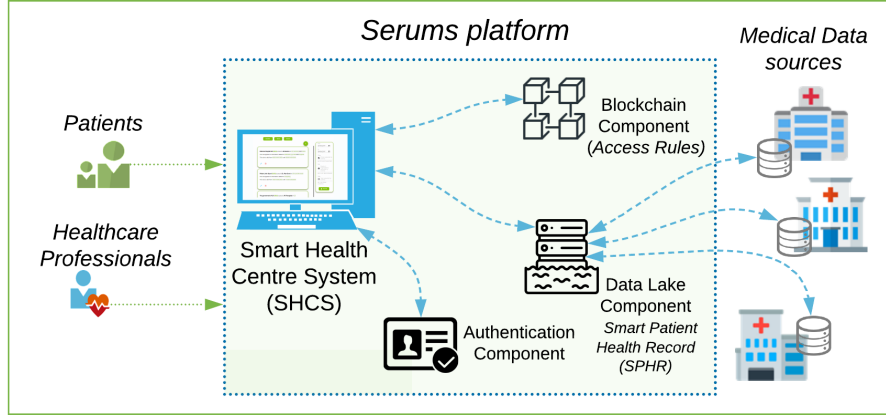 Serums platform
Medical Data
sources
Patients
Healthcare
Professionals
Smart Health
Centre System
(SHCS)
Blockchain
Component
(Access Rules)
Data Lake
Component
Smart Patient
Health Record
(SPHR)
Authentication
Component